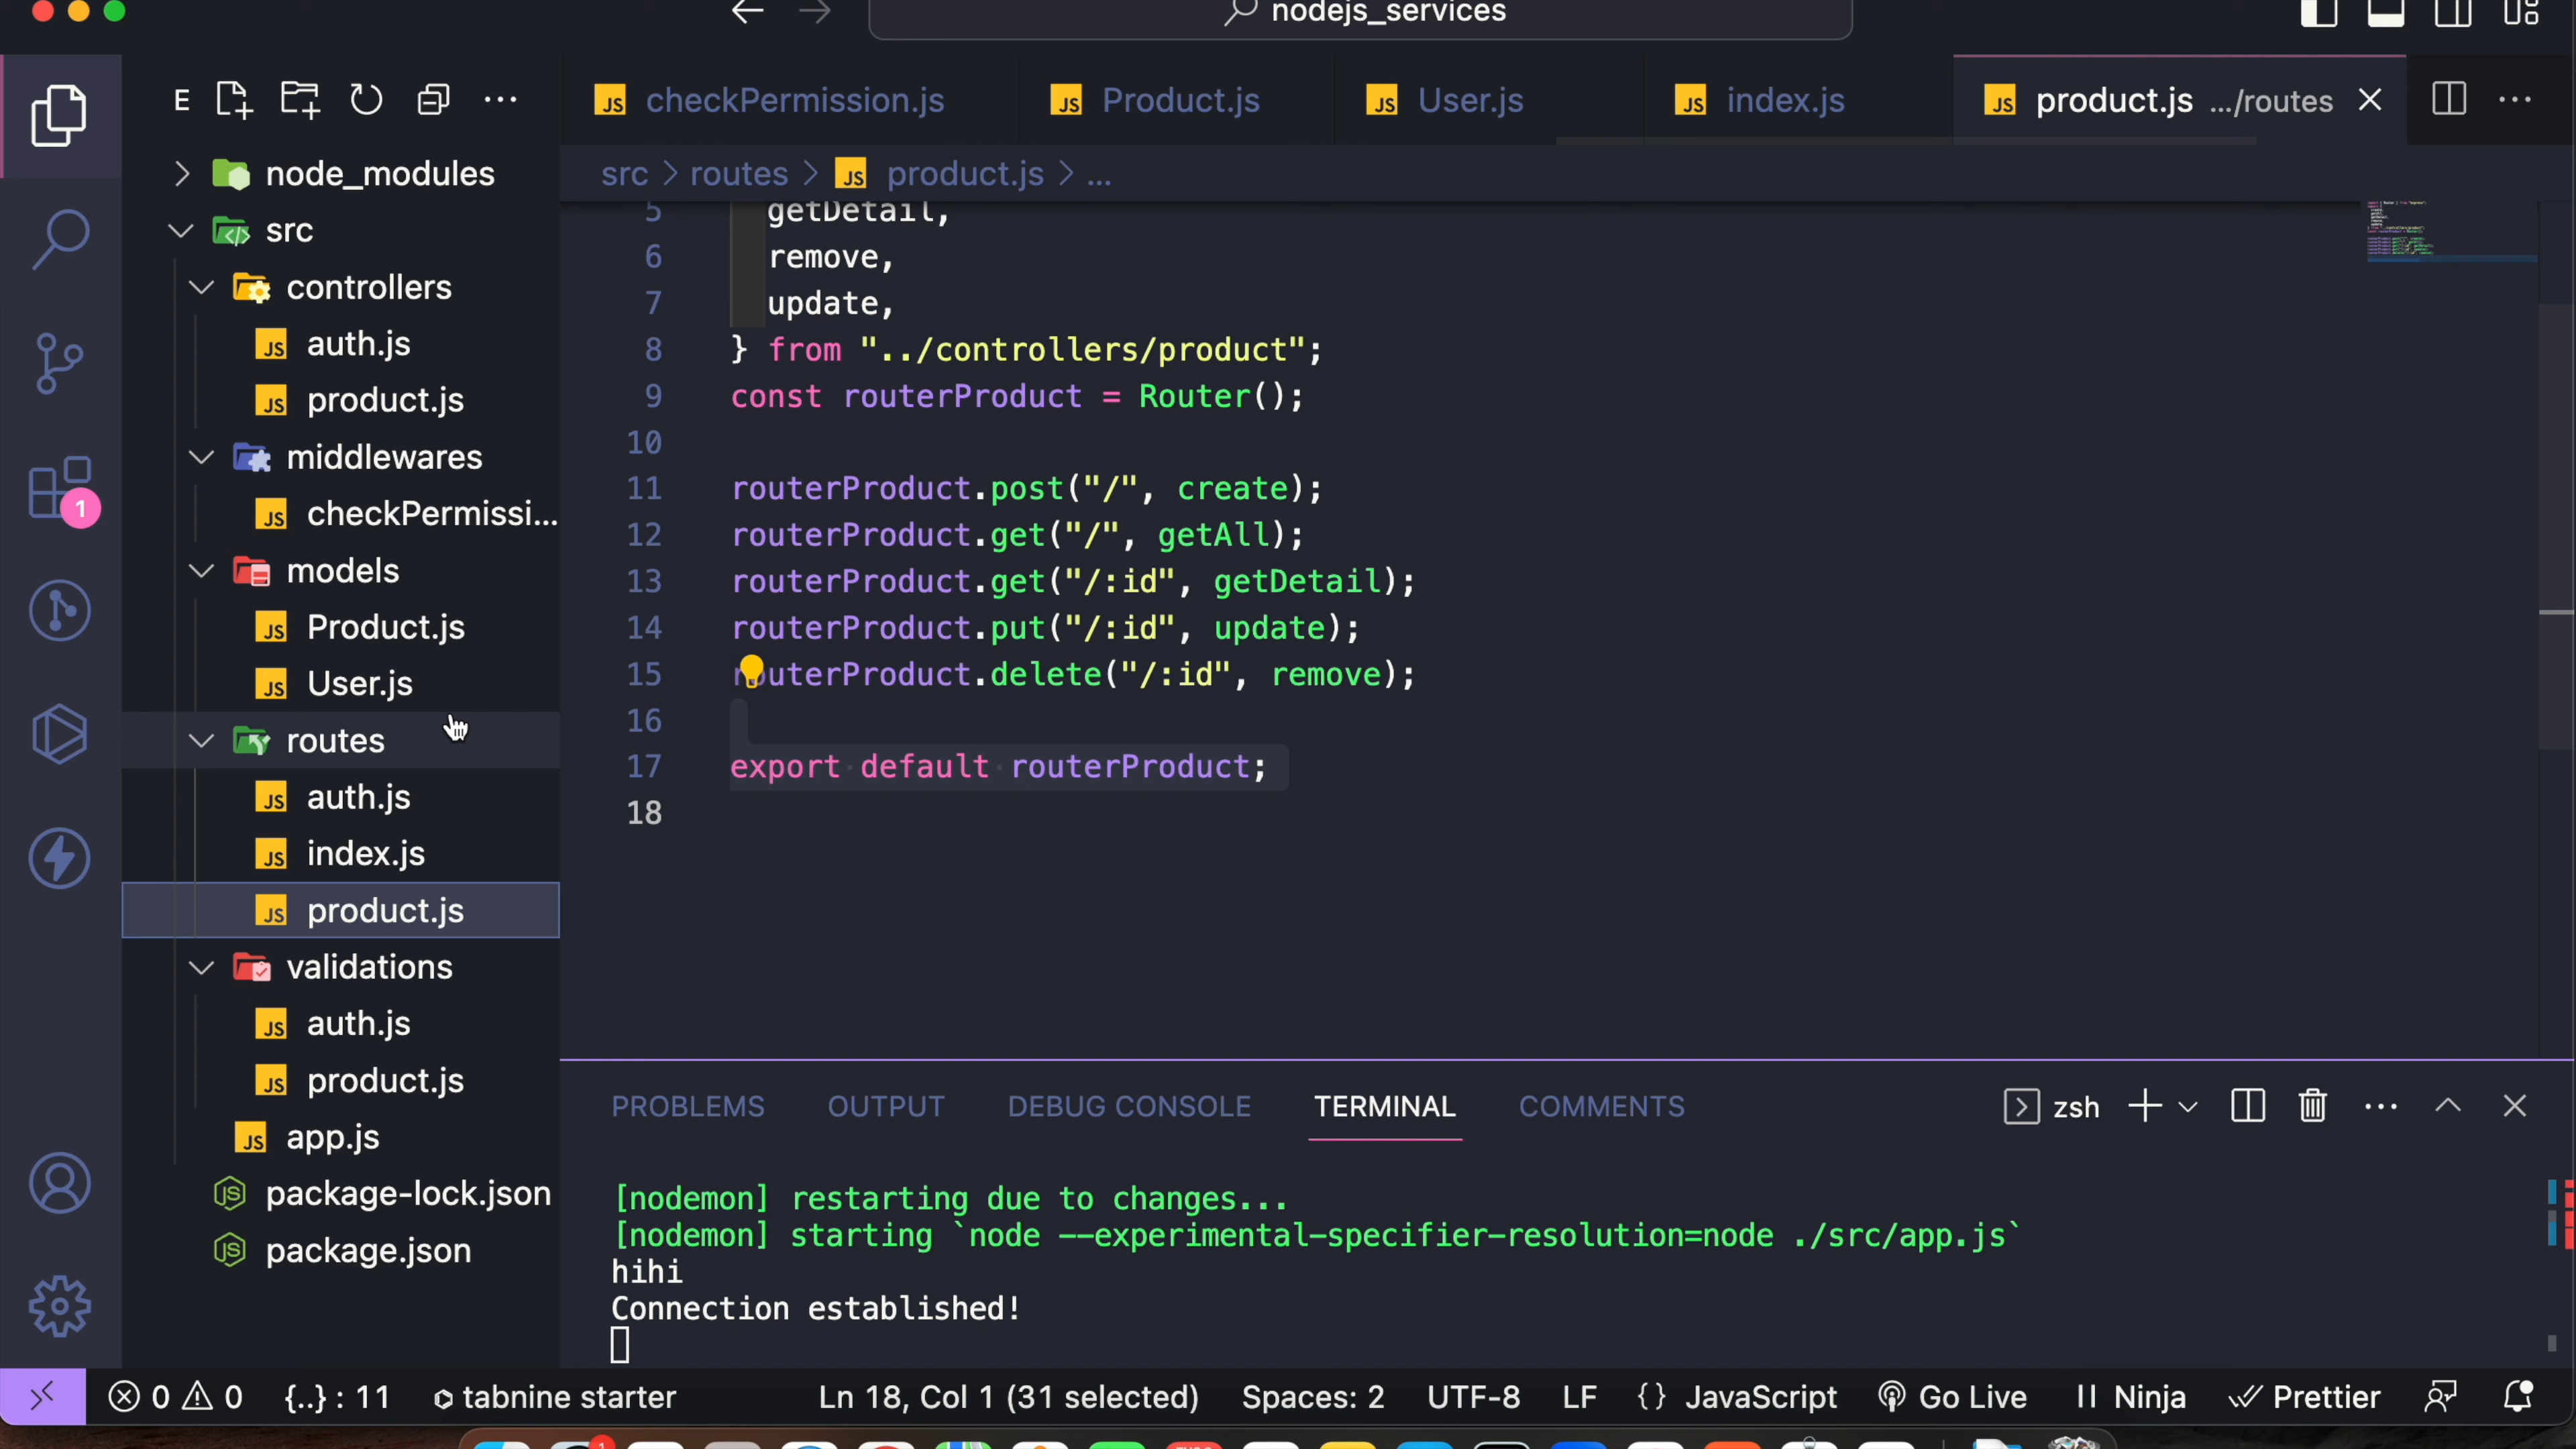 nodejs_services
E
checkPermission.js
Product.js
User.js
index.js
product.js .../routes
src > routes > product.js > ...
node_modules
src
controllers
auth.js
product.js
middlewares
checkPermissi...
models
Product.js
User.js
routes
auth.js
index.js
product.js
validations
auth.js
product.js
app.js
package-lock.json
package.json
1
5 getDetail,
6 remove,
7 update,
8 } from "../controllers/product";
9 const routerProduct = Router();
10
11 routerProduct.post("/", create);
12 routerProduct.get("/", getAll);
13 routerProduct.get("/:id", getDetail);
14 routerProduct.put("/:id", update);
15 routerProduct.delete("/:id", remove);
16
17 export default routerProduct;
18
PROBLEMS OUTPUT DEBUG CONSOLE TERMINAL COMMENTS
zsh
[nodemon] restarting due to changes...
[nodemon] starting `node --experimental-specifier-resolution=node ./src/app.js`
hihi
Connection established!
0 0 {..} : 11 tabnine starter Ln 18, Col 1 (31 selected) Spaces: 2 UTF-8 LF {} JavaScript Go Live Ninja Prettier